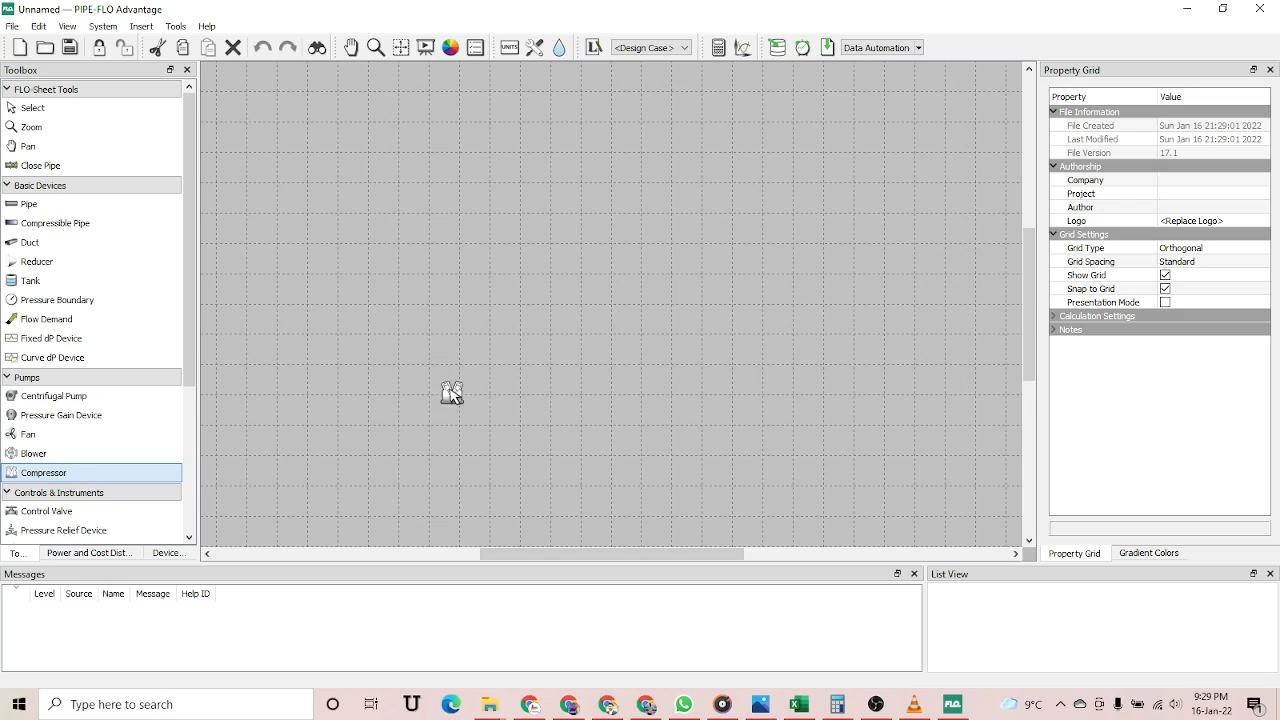 Unnamed — PIPE-FLO Advantage
File Edit View System Insert Tools Help
UNITS <Design Case> Data Automation
Toolbox
FLO-Sheet Tools
Select
Zoom
Pan
Close Pipe
Basic Devices
Pipe
Compressible Pipe
Duct
Reducer
Tank
Pressure Boundary
Flow Demand
Fixed dP Device
Curve dP Device
Pumps
Centrifugal Pump
Pressure Gain Device
Fan
Blower
Compressor
Controls & Instruments
Control Valve
Pressure Relief Device
To... Power and Cost Dist... Device...
Property Grid
Property Value
File Information
File Created Sun Jan 16 21:29:01 2022
Last Modified Sun Jan 16 21:29:01 2022
File Version 17.1
Authorship
Company
Project
Author
Logo <Replace Logo>
Grid Settings
Grid Type Orthogonal
Grid Spacing Standard
Show Grid
Snap to Grid
Presentation Mode
Calculation Settings
Notes
Property Grid Gradient Colors
Messages
Level Source Name Message Help ID
List View
Type here to search
U
FLO
9°C
9:29 PM
16-Jan-22
1